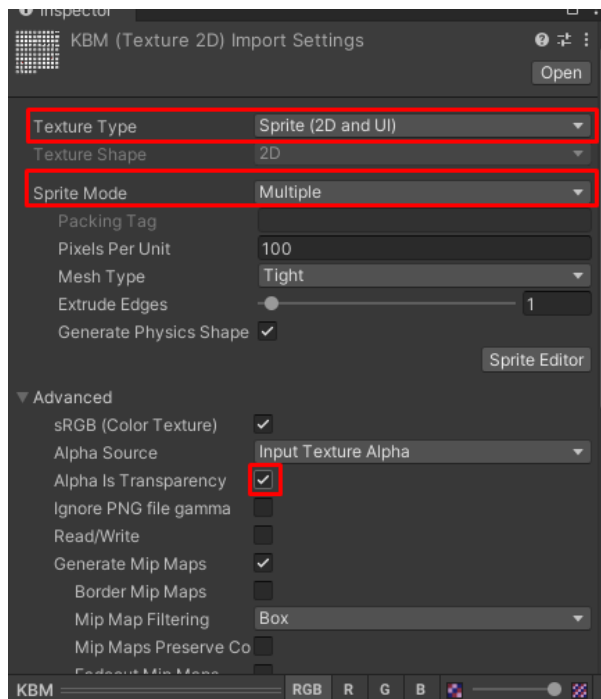 Inspector
KBM (Texture 2D) Import Settings
Open
Texture Type Sprite (2D and UI)
Texture Shape 2D
Sprite Mode Multiple
Packing Tag
Pixels Per Unit 100
Mesh Type Tight
Extrude Edges 1
Generate Physics Shape
Sprite Editor
Advanced
sRGB (Color Texture)
Alpha Source Input Texture Alpha
Alpha Is Transparency
Ignore PNG file gamma
Read/Write
Generate Mip Maps
Border Mip Maps
Mip Map Filtering Box
Mip Maps Preserve Co
Fadeout Mip Maps
KBM RGB R G B